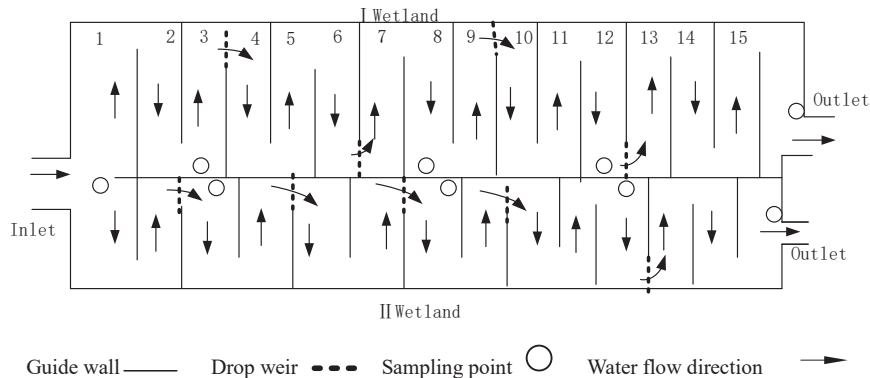 I Wetland
1 2 3 4 5 6 7 8 9 10 11 12 13 14 15
Outlet
Inlet
Outlet
II Wetland
Guide wall Drop weir Sampling point Water flow direction